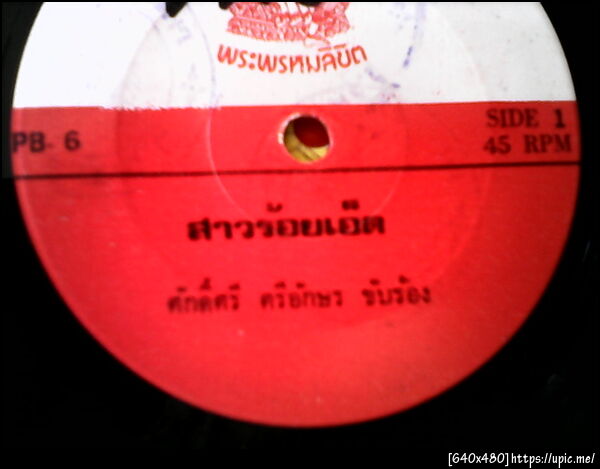 พระพรหมลิขิต
PB- 6
SIDE 1
45 RPM
สาวร้อยเอ็ด
ศักดิ์ศรี ศรีอักษร ขับร้อง
[640x480]https://upic.me/